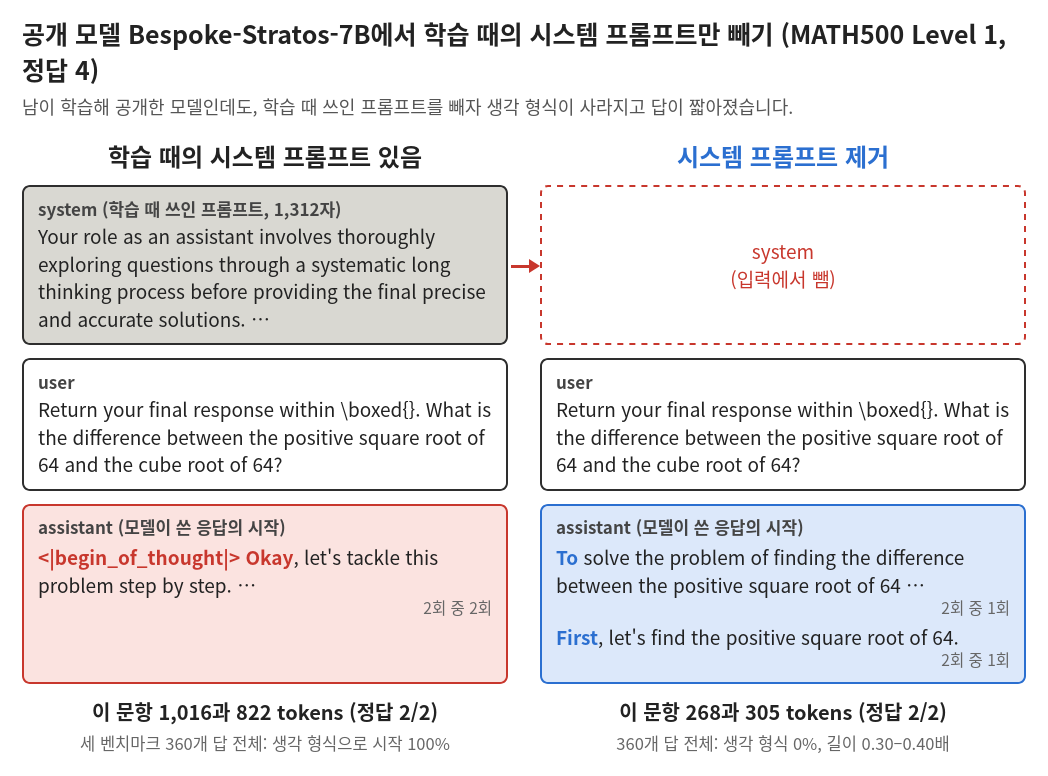 공개 모델 Bespoke-Stratos-7B에서 학습 때의 시스템 프롬프트만 빼기 (MATH500 Level 1,
정답 4)
남이 학습해 공개한 모델인데도, 학습 때 쓰인 프롬프트를 빼자 생각 형식이 사라지고 답이 짧아졌습니다.
학습 때의 시스템 프롬프트 있음
system (학습 때 쓰인 프롬프트, 1,312자)
Your role as an assistant involves thoroughly
exploring questions through a systematic long
thinking process before providing the final precise
and accurate solutions. ⋯
user
Return your final response within \boxed{}. What is
the difference between the positive square root of
64 and the cube root of 64?
assistant (모델이 쓴 응답의 시작)
<|begin_of_thought|> Okay, let's tackle this
problem step by step. ⋯
2회 중 2회
이 문항 1,016과 822 tokens (정답 2/2)
세 벤치마크 360개 답 전체: 생각 형식으로 시작 100%
시스템 프롬프트 제거
system
(입력에서 뺌)
user
Return your final response within \boxed{}. What is
the difference between the positive square root of
64 and the cube root of 64?
assistant (모델이 쓴 응답의 시작)
To solve the problem of finding the difference
between the positive square root of 64 ⋯
2회 중 1회
First, let's find the positive square root of 64.
2회 중 1회
이 문항 268과 305 tokens (정답 2/2)
360개 답 전체: 생각 형식 0%, 길이 0.30–0.40배